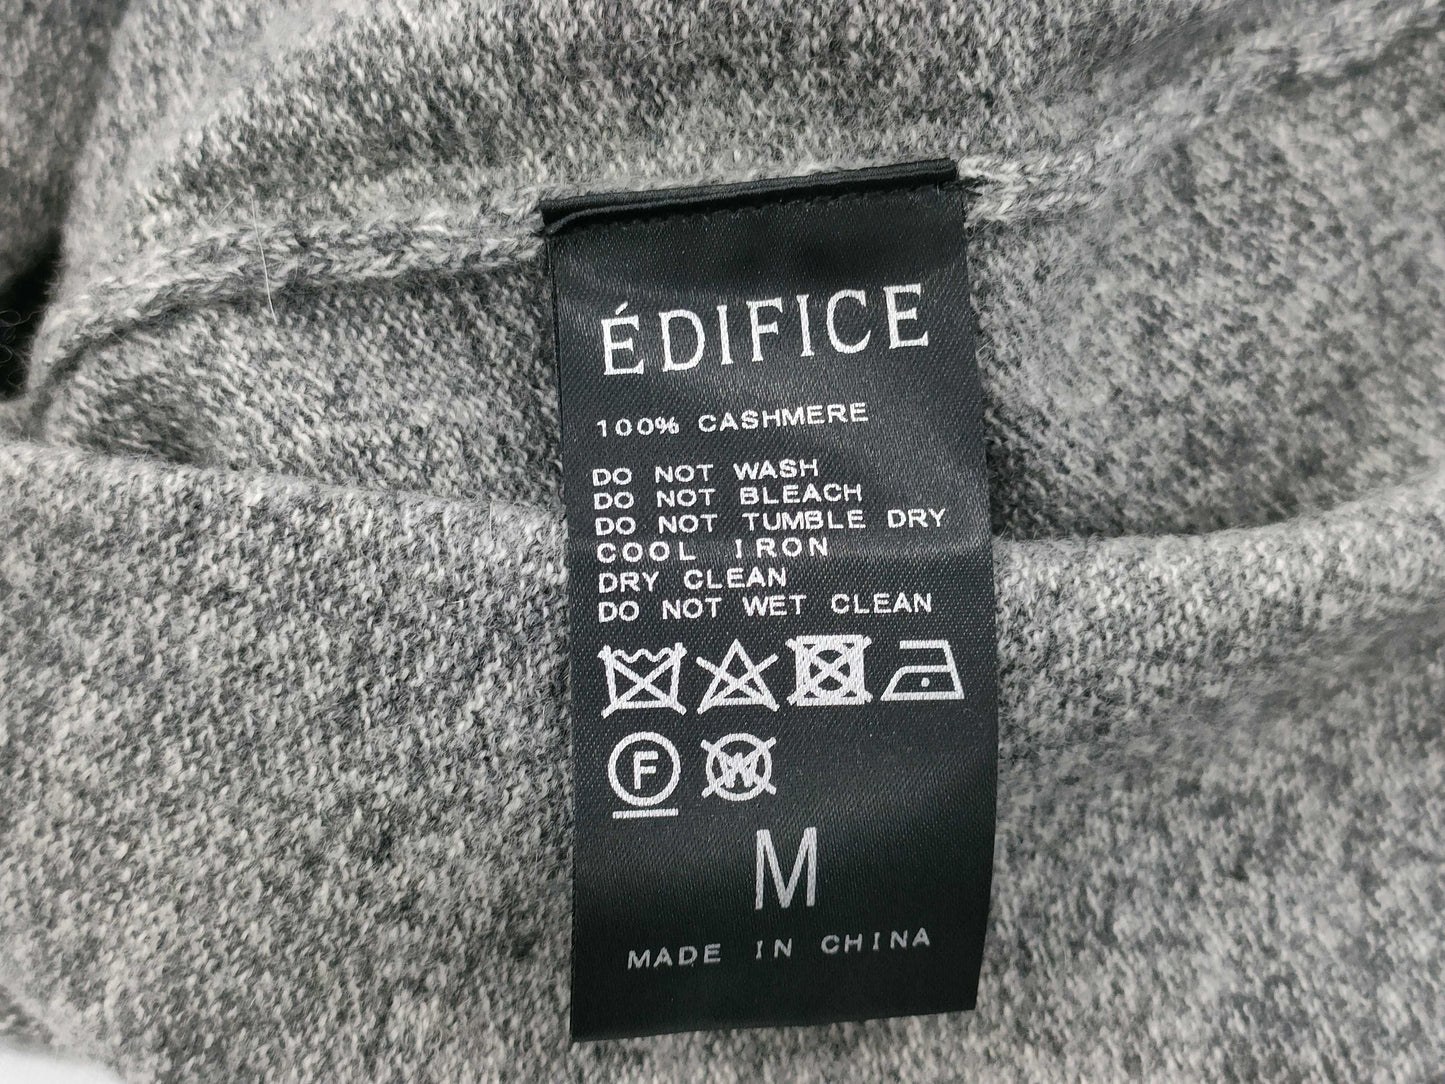 ÉDIFICE
100% CASHMERE
DO NOT WASH
DO NOT BLEACH
DO NOT TUMBLE DRY
COOL IRON
DRY CLEAN
DO NOT WET CLEAN
F W
M
MADE IN CHINA